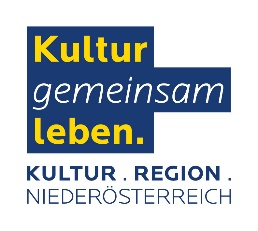 Kultur
gemeinsam
leben.
KULTUR . REGION .
NIEDERÖSTERREICH